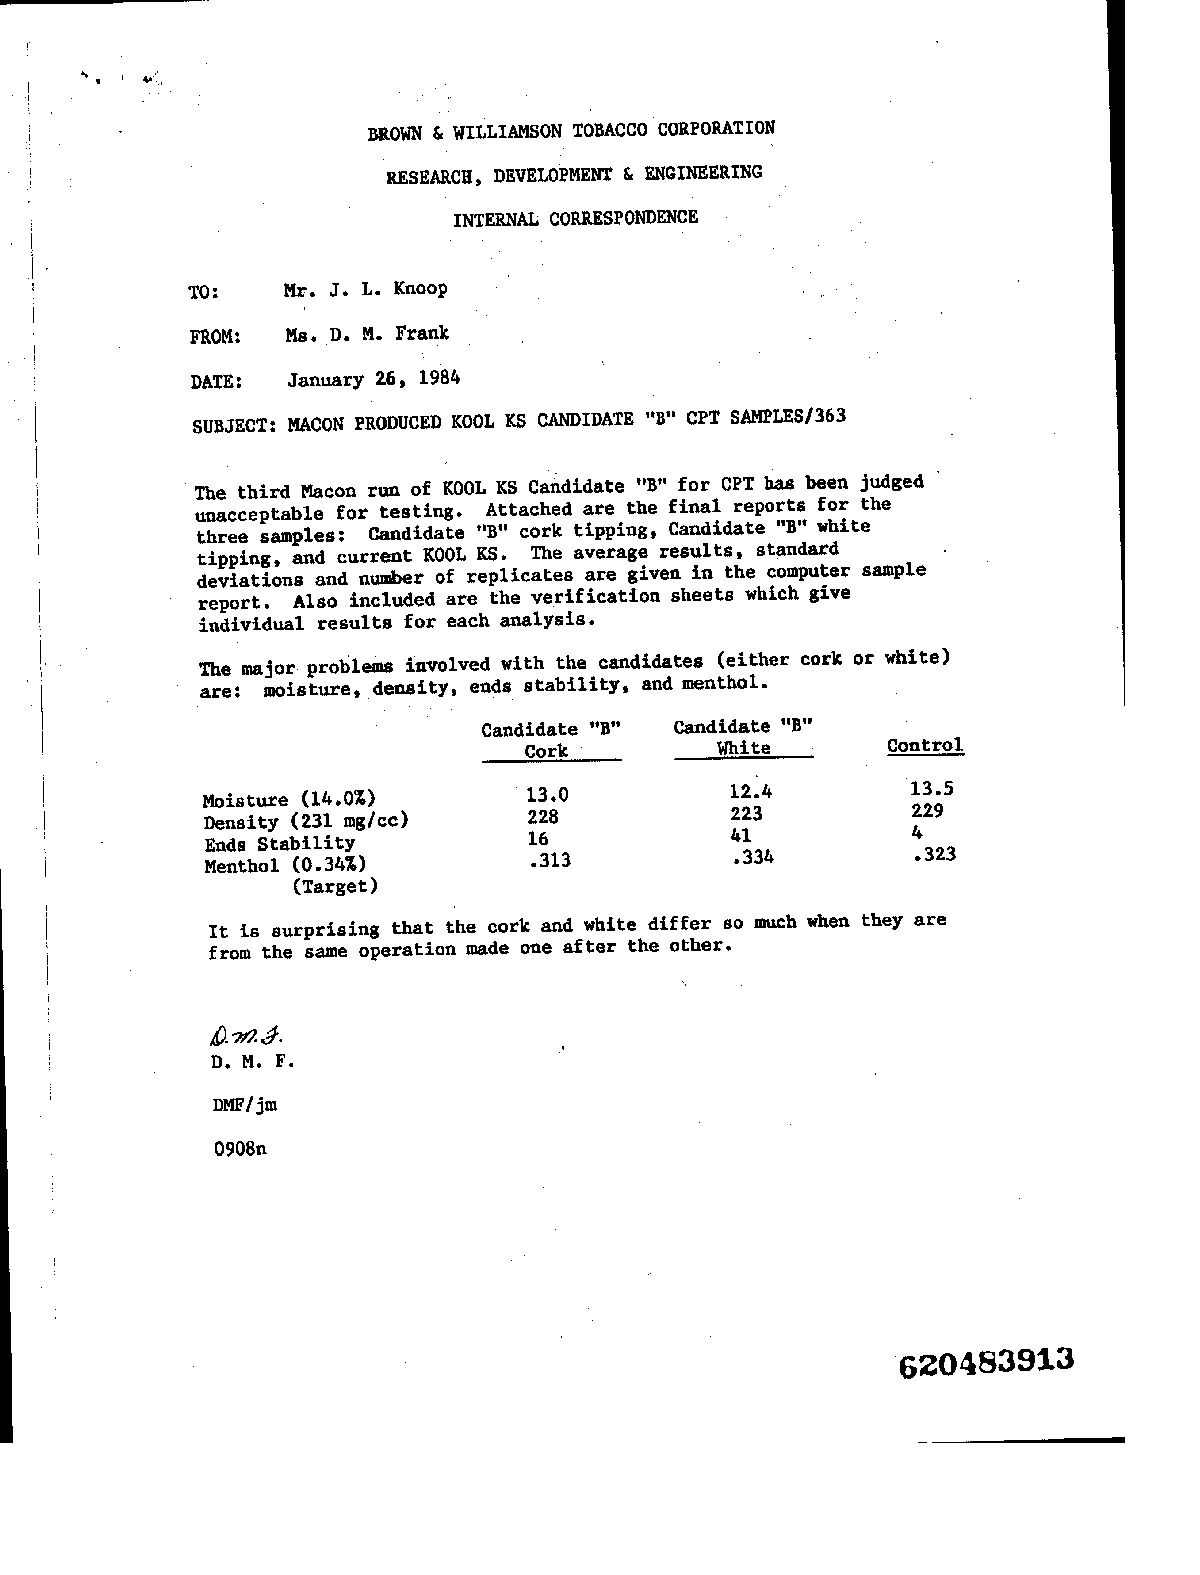 BROWN & WILLIAMSON TOBACCO CORPORATION
RESEARCH, DEVELOPMENT & ENGINEERING
INTERNAL CORRESPONDENCE
TO: Mr. J. L. Knoop
FROM: Ms. D. M. Frank
DATE: January 26, 1984
SUBJECT: MACON PRODUCED KOOL KS CANDIDATE "B" CPT SAMPLES/363
The third Macon run of KOOL KS Candidate "B" for CPT has been judged
unacceptable for testing. Attached are the final reports for the
three samples: Candidate "B" cork tipping, Candidate "B" white
tipping, and current KOOL KS. The average results, standard
deviations and number of replicates are given in the computer sample
report. Also included are the verification sheets which give
individual results for each analysis.
The major problems involved with the candidates (either cork or white)
are: moisture, density, ends stability, and menthol.
Candidate "B" Candidate "B"
Cork White Control
Moisture (14.0%) 13.0 12.4 13.5
Density (231 mg/cc) 228 223 229
Ends Stability 16 41 4
Menthol (0.34%) .313 .334 .323
(Target)
It is surprising that the cork and white differ so much when they are
from the same operation made one after the other.
D.M.F.
D. M. F.
DMF/jm
0908n
620483913